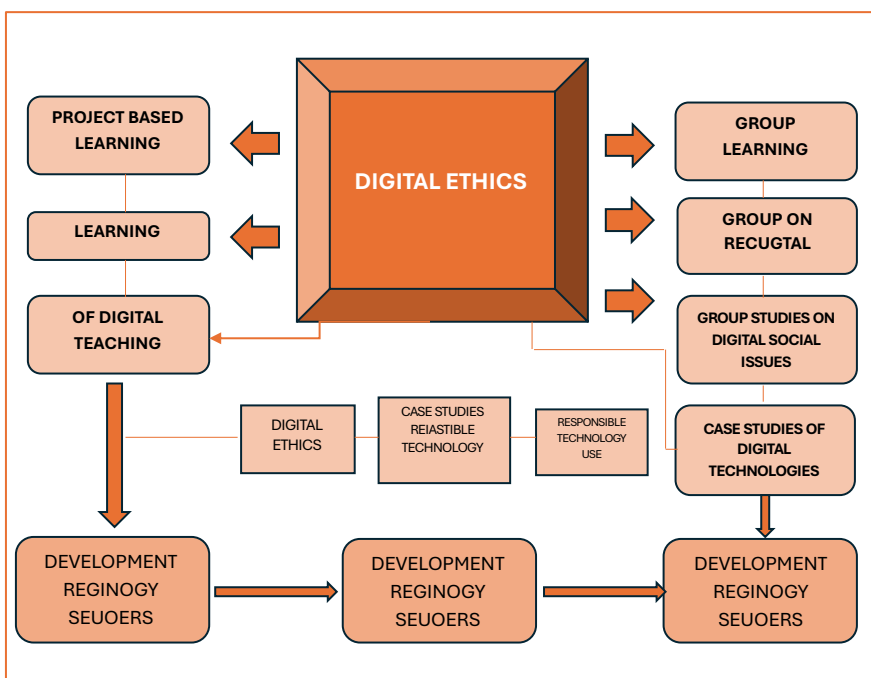 DIGITAL ETHICS
PROJECT BASED
LEARNING
LEARNING
OF DIGITAL
TEACHING
GROUP
LEARNING
GROUP ON
RECUGTAL
GROUP STUDIES ON
DIGITAL SOCIAL
ISSUES
CASE STUDIES OF
DIGITAL
TECHNOLOGIES
DIGITAL
ETHICS
CASE STUDIES
REIASTIBLE
TECHNOLOGY
RESPONSIBLE
TECHNOLOGY
USE
DEVELOPMENT
REGINOGY
SEUOERS
DEVELOPMENT
REGINOGY
SEUOERS
DEVELOPMENT
REGINOGY
SEUOERS